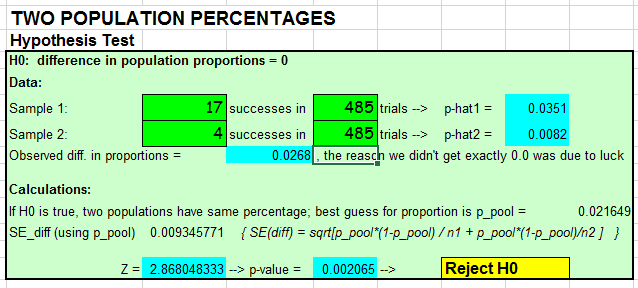 TWO POPULATION PERCENTAGES
Hypothesis Test
H0: difference in population proportions = 0
Data:
Sample 1: 17 successes in 485 trials --> p-hat1 = 0.0351
Sample 2: 4 successes in 485 trials --> p-hat2 = 0.0082
Observed diff. in proportions = 0.0268 , the reason we didn't get exactly 0.0 was due to luck
Calculations:
If H0 is true, two populations have same percentage; best guess for proportion is p_pool = 0.021649
SE_diff (using p_pool) 0.009345771 { SE(diff) = sqrt[p_pool*(1-p_pool) / n1 + p_pool*(1-p_pool)/n2 ] }
Z = 2.868048333 --> p-value = 0.002065 --> Reject H0